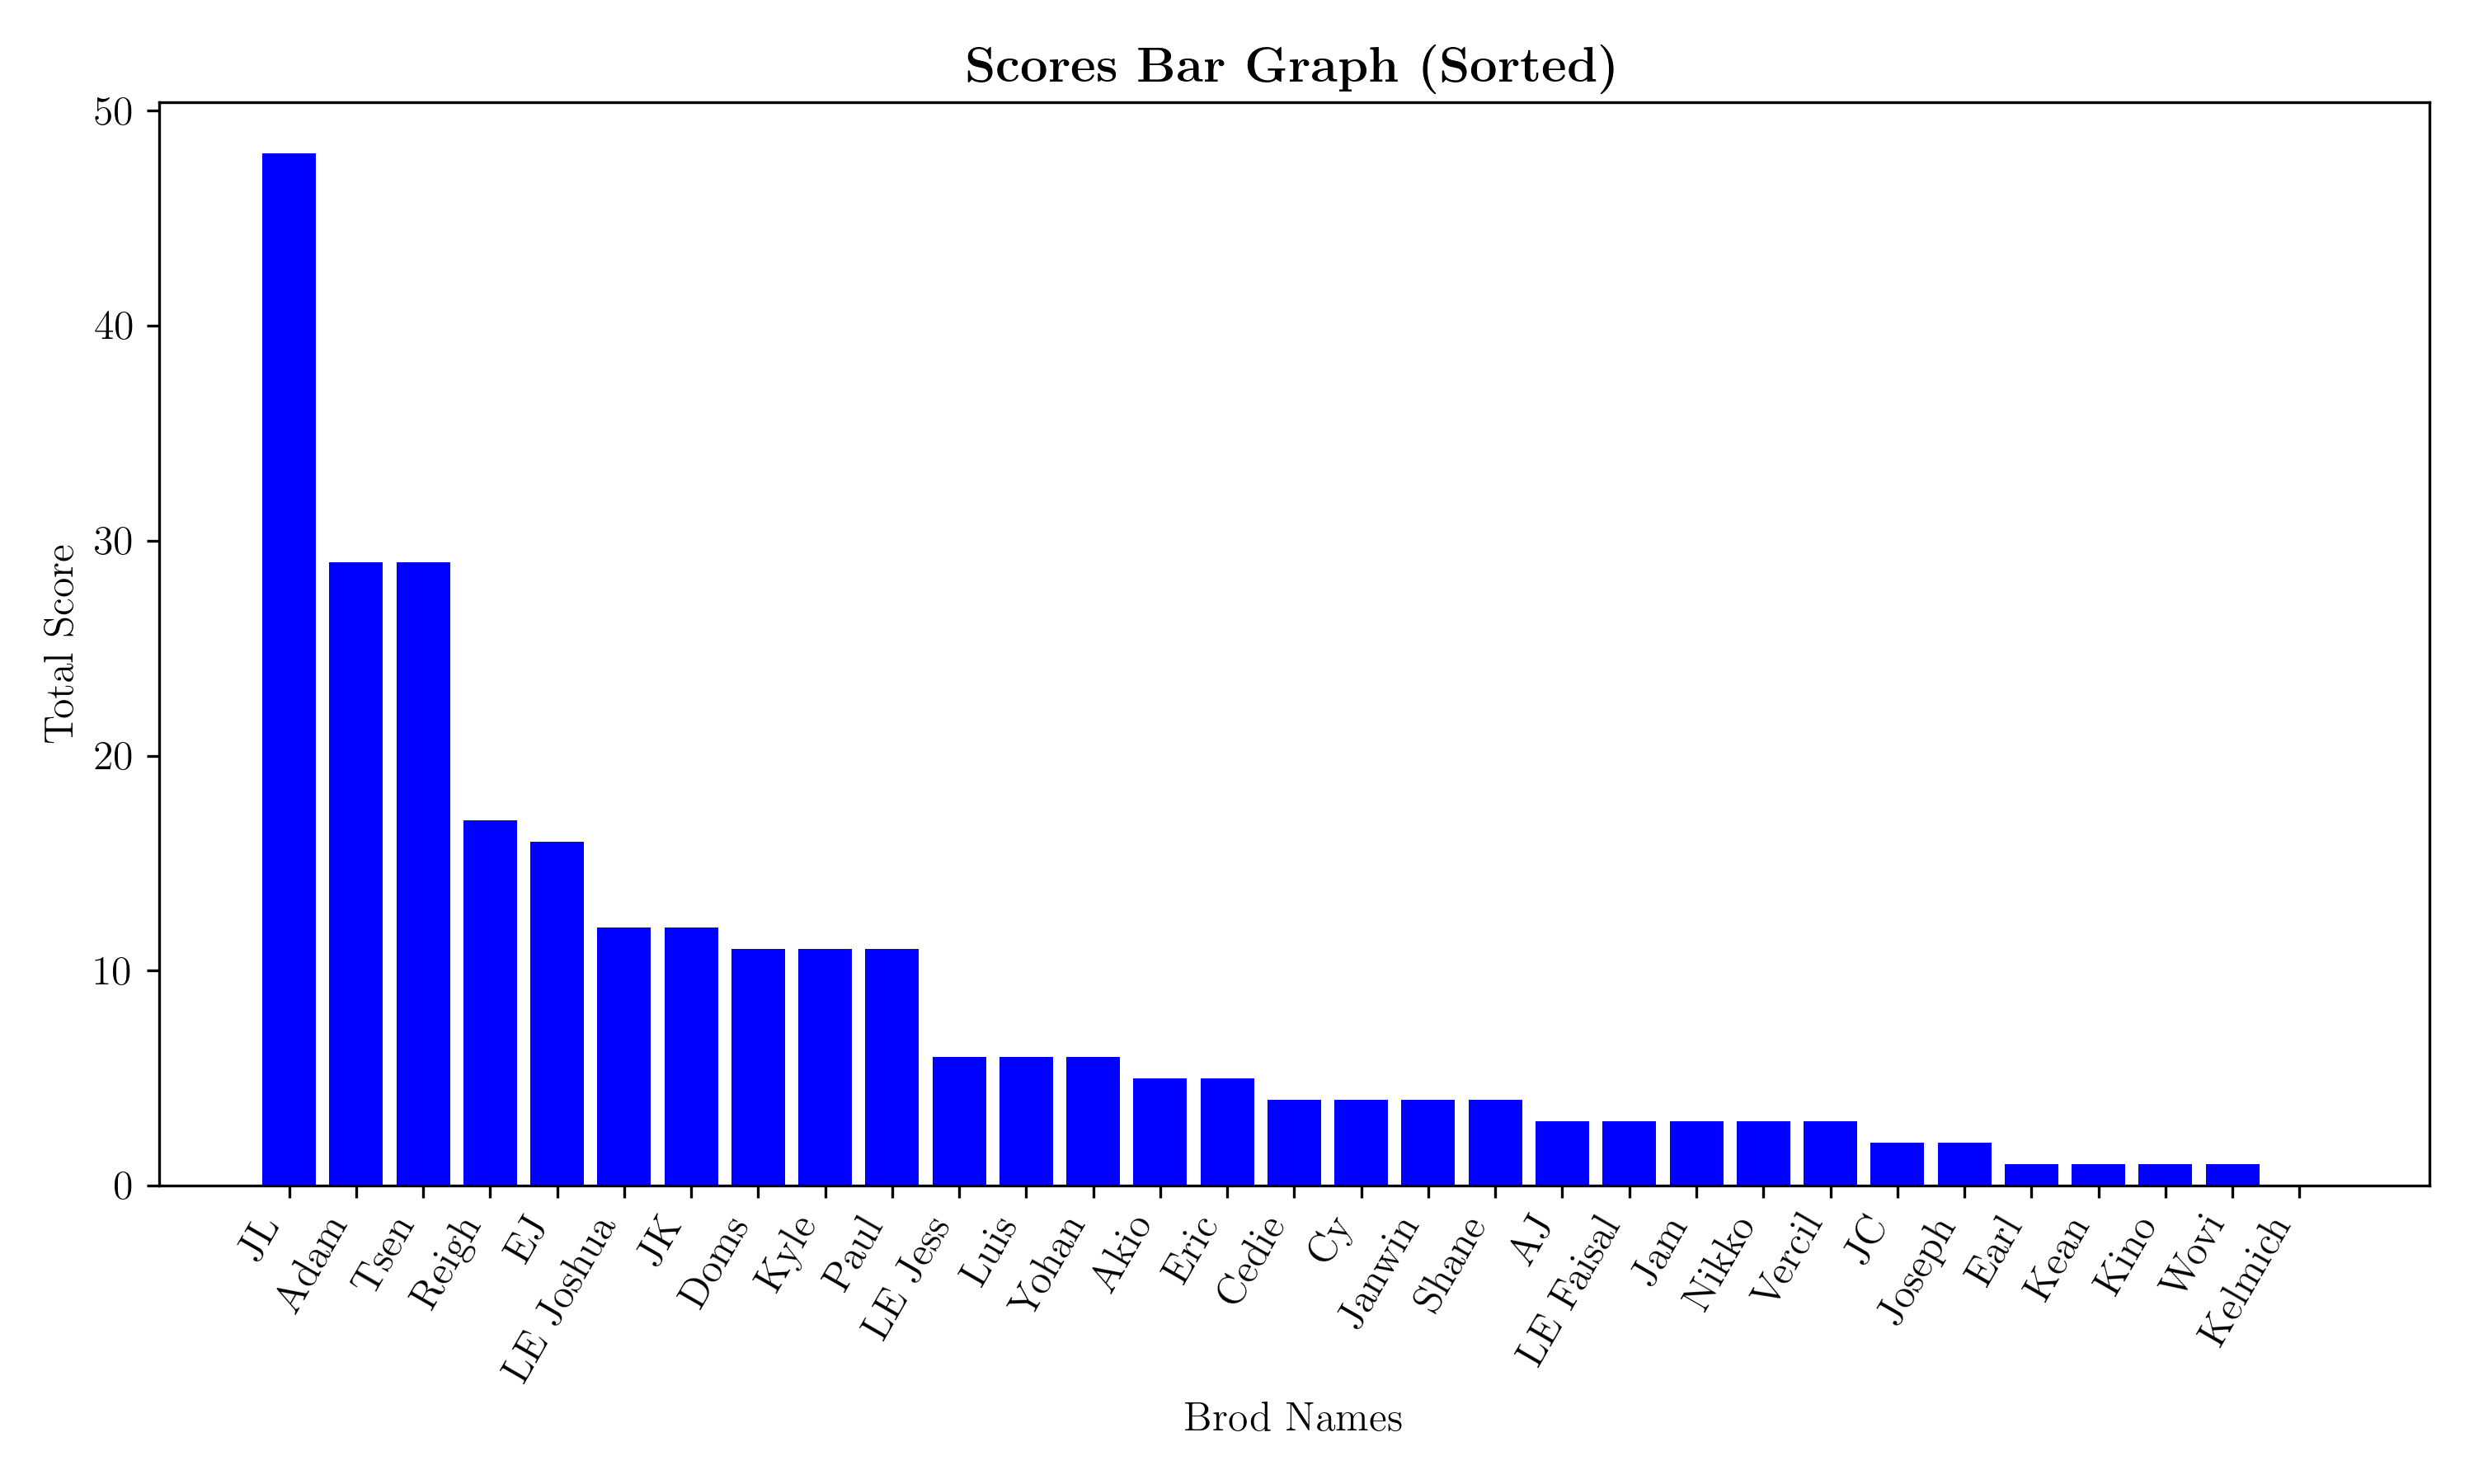 Scores Bar Graph (Sorted)
50
40
30
20
10
0
Total Score
JL
Adam
Tsen
Reigh
EJ
LE Joshua
JK
Doms
Kyle
Paul
LE Jess
Luis
Yohan
Akio
Eric
Cedie
Cy
Janwin
Shane
AJ
LE Faisal
Jam
Nikko
Vercil
JC
Joseph
Earl
Kean
Kino
Wovi
Kelmich
Brod Names